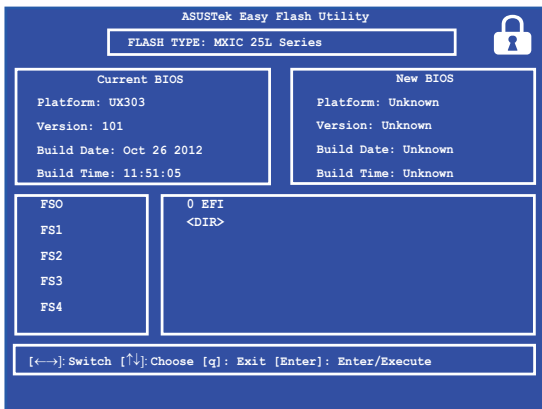 ASUSTek Easy Flash Utility
FLASH TYPE: MXIC 25L Series
Current BIOS
Platform: UX303
Version: 101
Build Date: Oct 26 2012
Build Time: 11:51:05
New BIOS
Platform: Unknown
Version: Unknown
Build Date: Unknown
Build Time: Unknown
FSO
FS1
FS2
FS3
FS4
0 EFI
<DIR>
[←→]: Switch [↑↓]: Choose [q]: Exit [Enter]: Enter/Execute